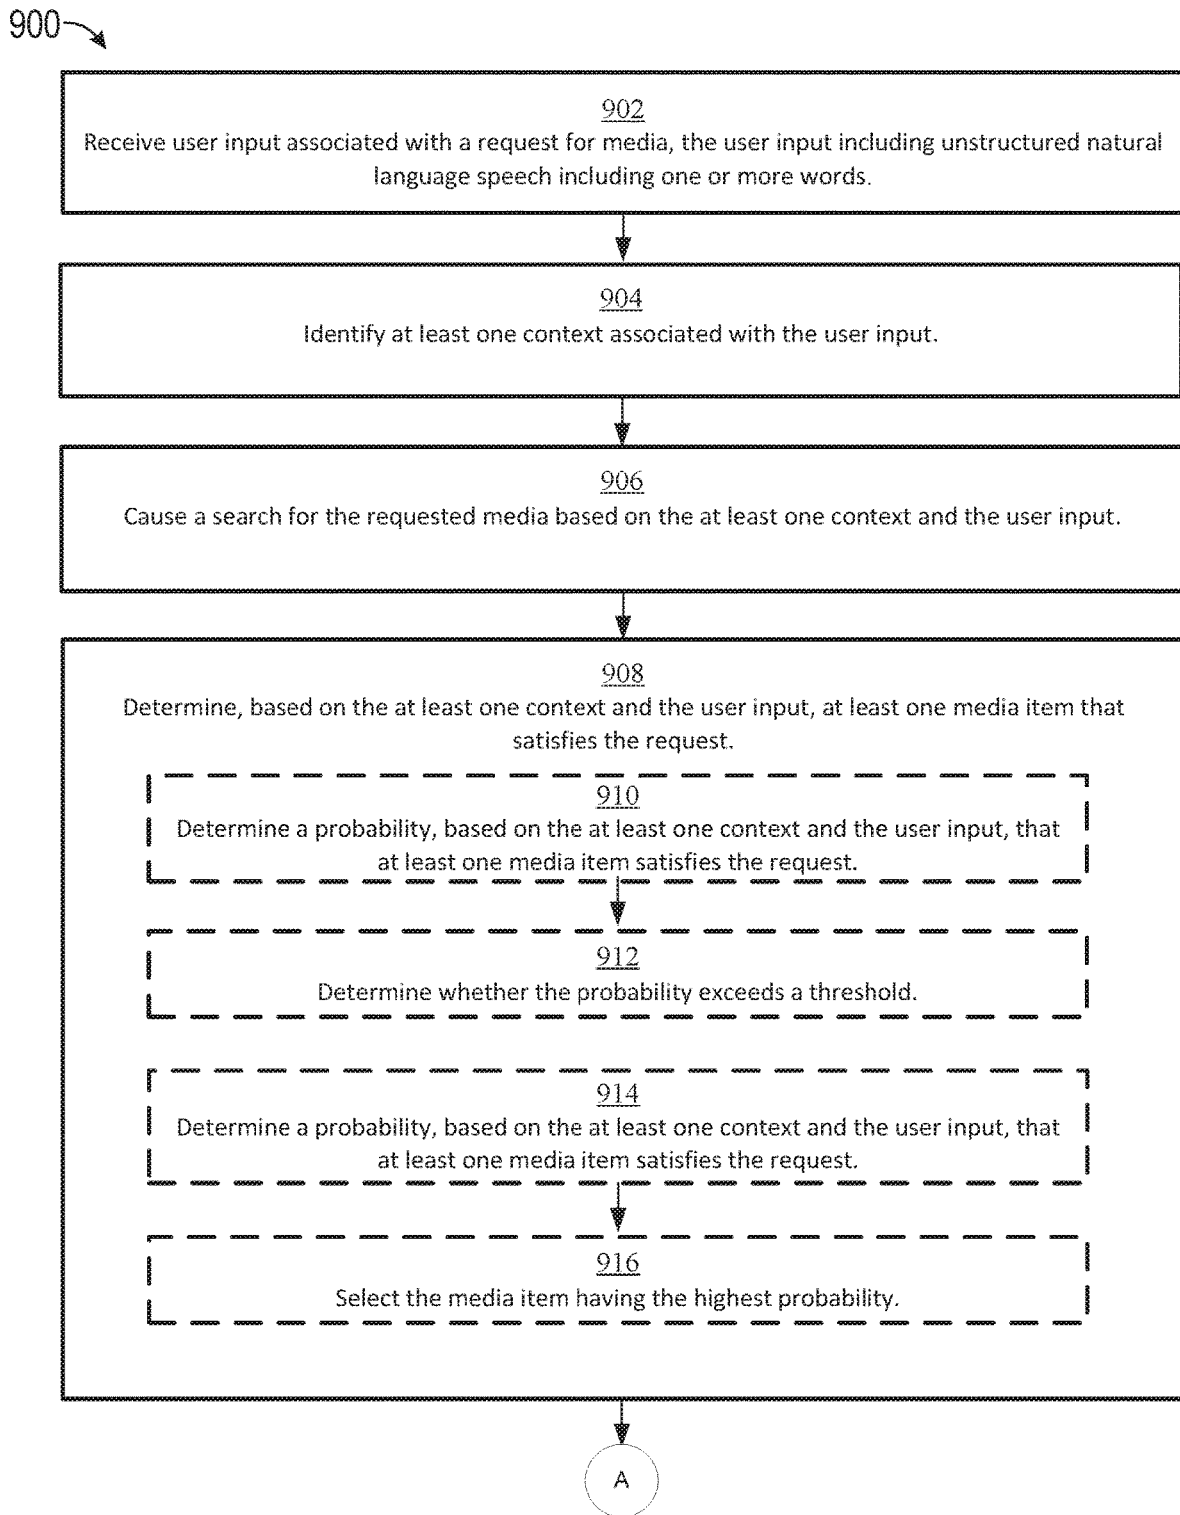 900
902
Receive user input associated with a request for media, the user input including unstructured natural
language speech including one or more words.
904
Identify at least one context associated with the user input.
906
Cause a search for the requested media based on the at least one context and the user input.
908
Determine, based on the at least one context and the user input, at least one media item that
satisfies the request.
910
Determine a probability, based on the at least one context and the user input, that
at least one media item satisfies the request.
912
Determine whether the probability exceeds a threshold.
914
Determine a probability, based on the at least one context and the user input, that
at least one media item satisfies the request.
916
Select the media item having the highest probability.
A